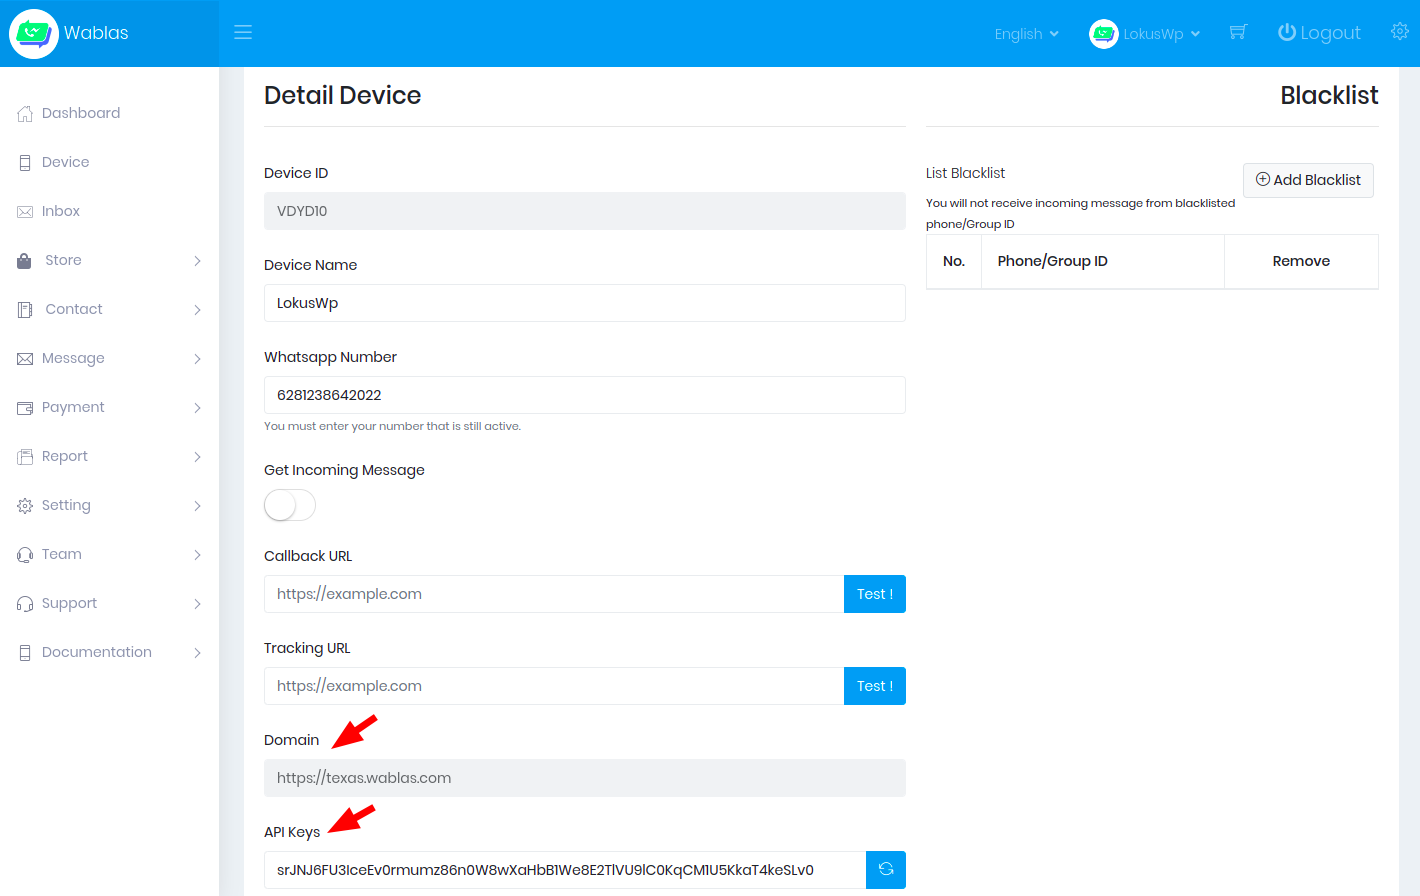 Wablas
English
LokusWp
Logout
Dashboard
Device
Inbox
Store
Contact
Message
Payment
Report
Setting
Team
Support
Documentation
Detail Device
Device ID
VDYD10
Device Name
LokusWp
Whatsapp Number
6281238642022
You must enter your number that is still active.
Get Incoming Message
Callback URL
https://example.com
Test !
Tracking URL
https://example.com
Test !
Domain
https://texas.wablas.com
API Keys
srJNJ6FU3IceEv0rmumz86n0W8wXaHbB1We8E2TlVU9lC0KqCM1U5KkaT4keSLv0
Blacklist
List Blacklist
Add Blacklist
You will not receive incoming message from blacklisted
phone/Group ID
No. Phone/Group ID Remove